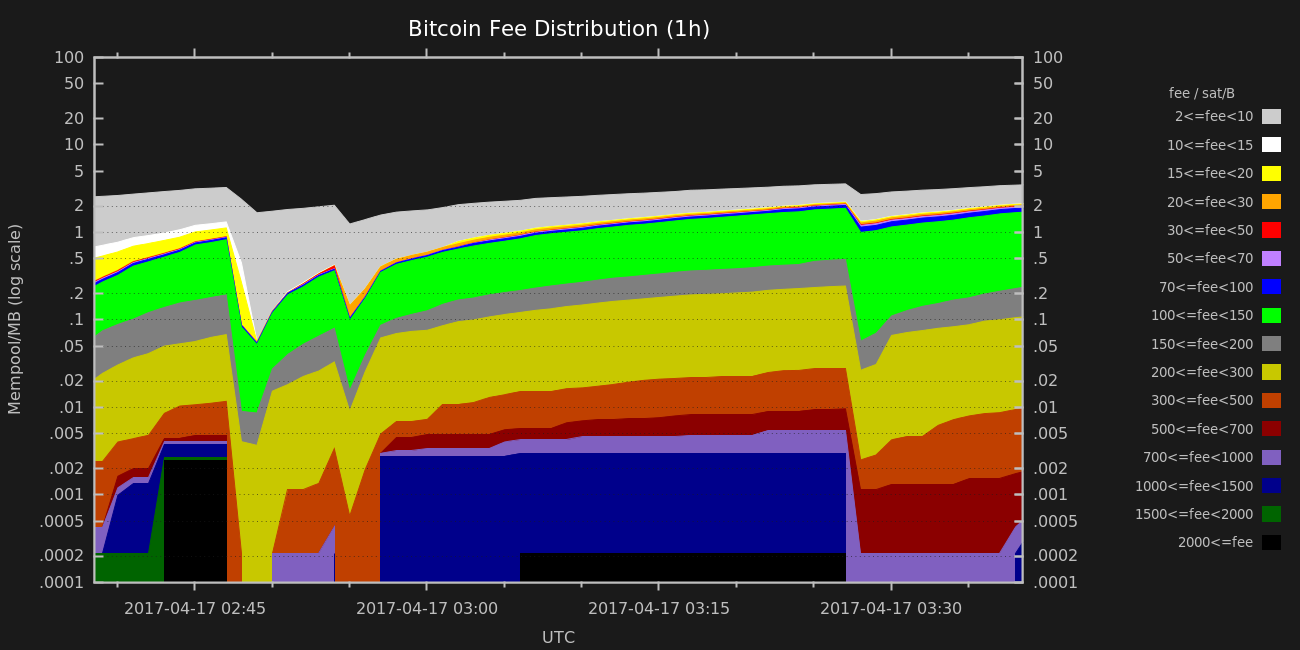 Bitcoin Fee Distribution (1h)
100 100
50 50
20 20
10 10
5 5
2 2
1 1
.5 .5
.2 .2
.1 .1
.05 .05
.02 .02
.01 .01
.005 .005
.002 .002
.001 .001
.0005 .0005
.0002 .0002
.0001 .0001
Mempool/MB (log scale)
2017-04-17 02:45 2017-04-17 03:00 2017-04-17 03:15 2017-04-17 03:30
UTC
fee / sat/B
2<=fee<10
10<=fee<15
15<=fee<20
20<=fee<30
30<=fee<50
50<=fee<70
70<=fee<100
100<=fee<150
150<=fee<200
200<=fee<300
300<=fee<500
500<=fee<700
700<=fee<1000
1000<=fee<1500
1500<=fee<2000
2000<=fee